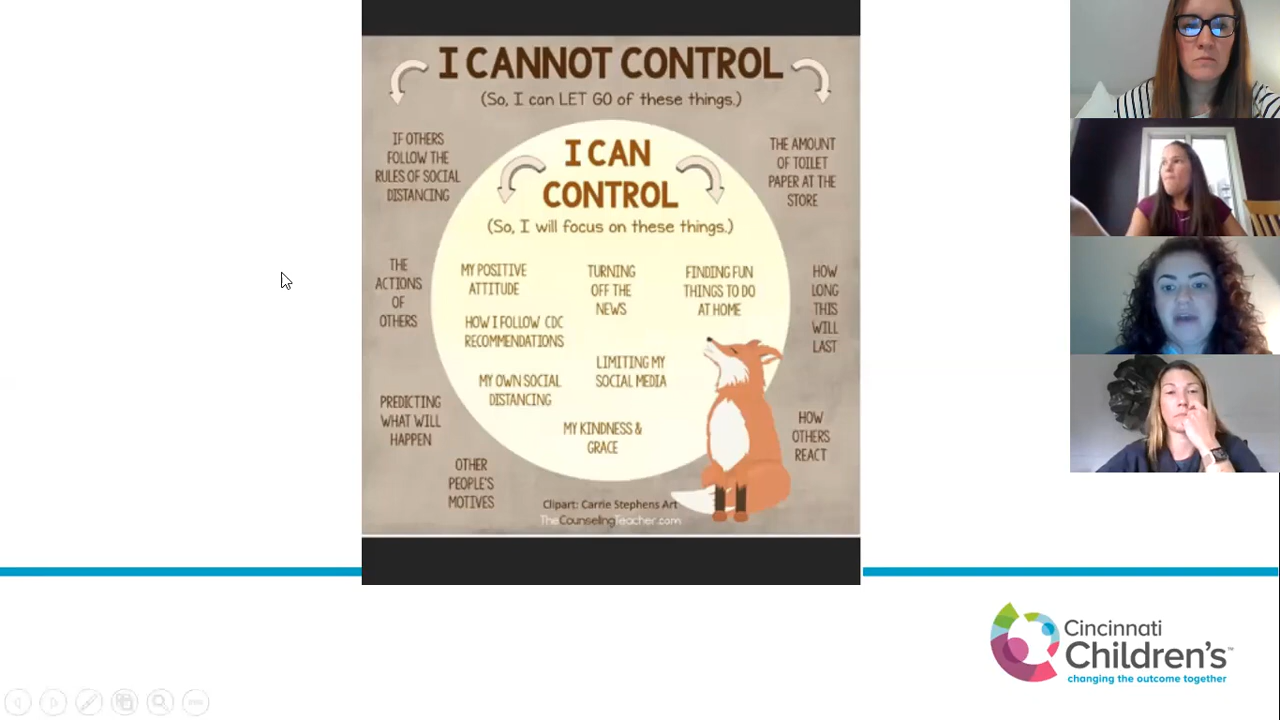 I CANNOT CONTROL
(So, I can LET GO of these things.)
IF OTHERS
FOLLOW THE
RULES OF SOCIAL
DISTANCING
THE AMOUNT
OF TOILET
PAPER AT THE
STORE
I CAN
CONTROL
(So, I will focus on these things.)
THE
ACTIONS
OF
OTHERS
MY POSITIVE
ATTITUDE
TURNING
OFF THE
NEWS
FINDING FUN
THINGS TO DO
AT HOME
HOW
LONG
THIS
WILL
LAST
HOW I FOLLOW CDC
RECOMMENDATIONS
LIMITING MY
SOCIAL MEDIA
MY OWN SOCIAL
DISTANCING
PREDICTING
WHAT WILL
HAPPEN
MY KINDNESS &
GRACE
HOW
OTHERS
REACT
OTHER
PEOPLE'S
MOTIVES
Clipart: Carrie Stephens Art
TheCounselingTeacher.com
Cincinnati
Children's™
changing the outcome together